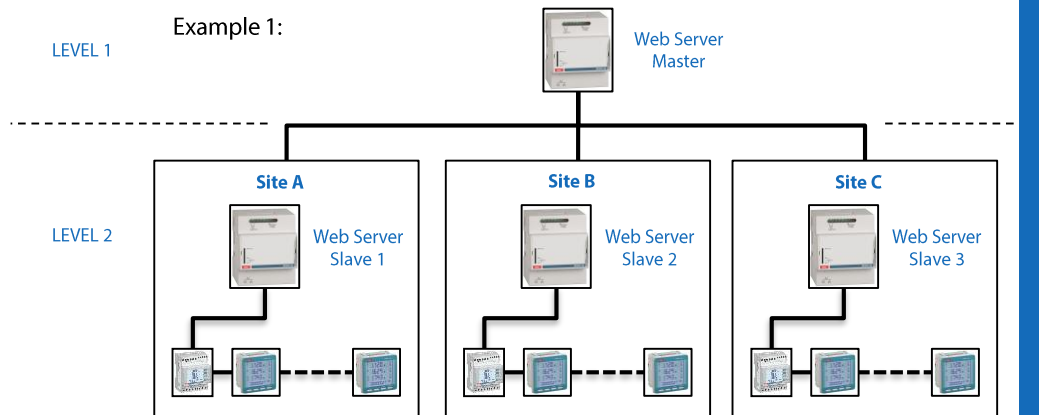 Example 1:
LEVEL 1
Web Server
Master
Site A
Site B
Site C
LEVEL 2
Web Server
Slave 1
Web Server
Slave 2
Web Server
Slave 3